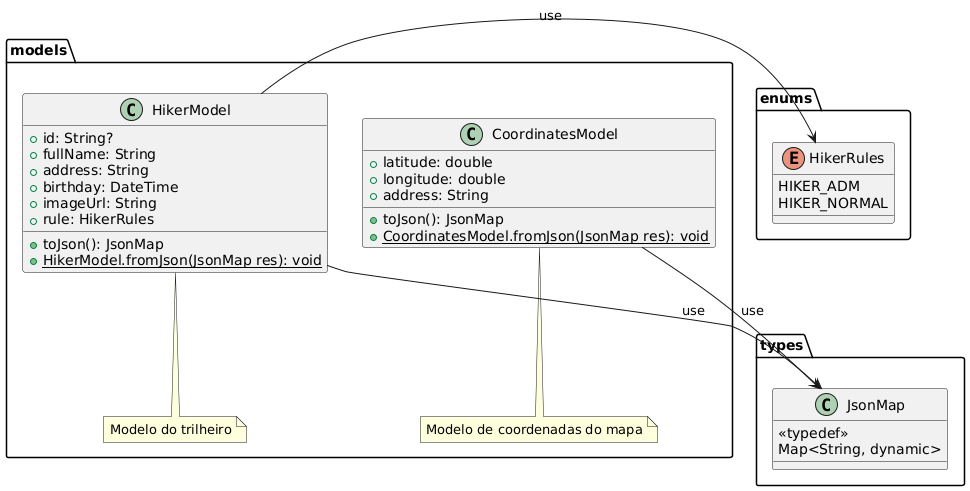 use
models
C HikerModel
+ id: String?
+ fullName: String
+ address: String
+ birthday: DateTime
+ imageUrl: String
+ rule: HikerRules
+ toJson(): JsonMap
+ HikerModel.fromJson(JsonMap res): void
C CoordinatesModel
+ latitude: double
+ longitude: double
+ address: String
+ toJson(): JsonMap
+ CoordinatesModel.fromJson(JsonMap res): void
enums
E HikerRules
HIKER_ADM
HIKER_NORMAL
use
use
types
C JsonMap
«typedef»
Map<String, dynamic>
Modelo do trilheiro
Modelo de coordenadas do mapa